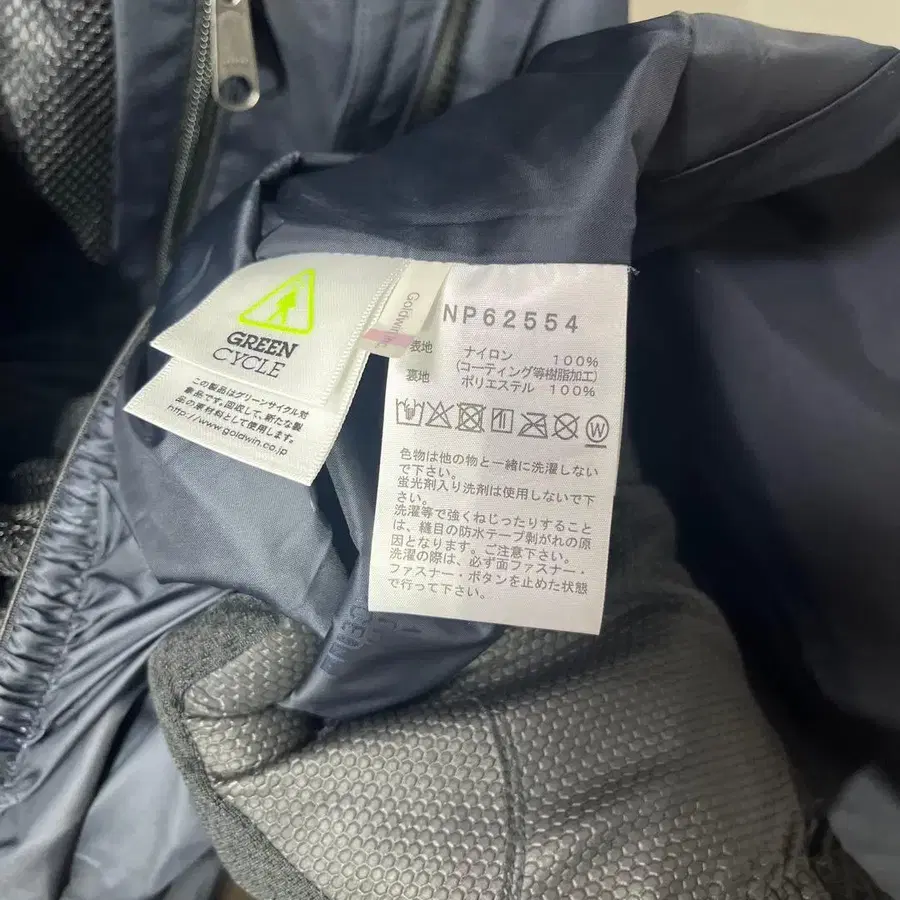 GREEN
CYCLE
この製品はグリーンサイクル対
象品です。回収して、新たな製
品の素材料として使用します。
http://www.goldwin.co.jp
Goldwin
NP62554
表地 ナイロン 100%
(コーティング等樹脂加工)
裏地 ポリエステル 100%
W
色物は他の物と一緒に洗濯しない
で下さい。
蛍光剤入り洗剤は使用しないで下
さい。
洗濯等で強くねじったりすること
は、縫目の防水テープ剥がれの原
因となります。ご注意下さい。
洗濯の際は、必ず面ファスナー・
ファスナー・ボタンを止めた状態
で行って下さい。